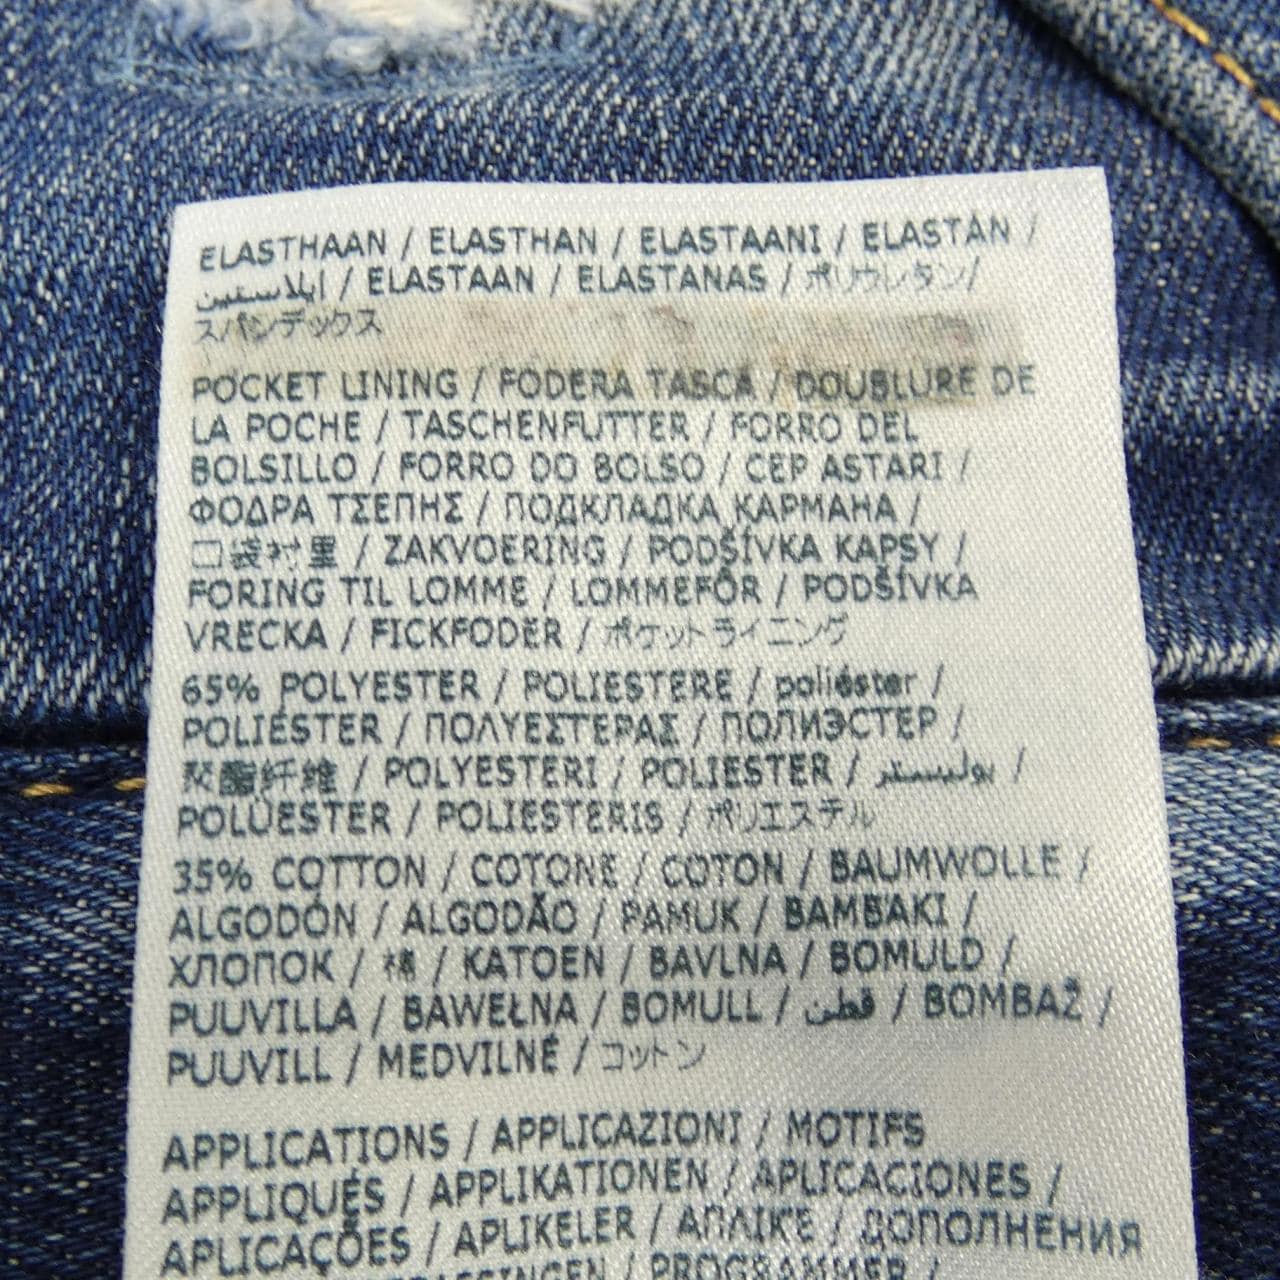 ELASTHAAN / ELASTHAN / ELASTAANI / ELASTÁN /
إيلاستين / ELASTAAN / ELASTANAS / ポリウレタン/
スパンデックス
POCKET LINING / FODERA TASCA / DOUBLURE DE
LA POCHE / TASCHENFUTTER / FORRO DEL
BOLSILLO / FORRO DO BOLSO / CEP ASTARI /
ΦΟΔΡΑ ΤΣΕΠΗΣ / ПОДКЛАДКА КАРМАНА /
口袋衬里 / ZAKVOERING / PODŠÍVKA KAPSY /
FORING TIL LOMME / LOMMEFÔR / PODŠÍVKA
VRECKA / FICKFODER / ポケットライニング
65% POLYESTER / POLIESTERE / poliéster /
POLIÉSTER / ΠΟΛΥΕΣΤΕΡΑΣ / ПОЛИЭСТЕР /
聚酯纤维 / POLYESTERI / POLIESTER / بوليستر /
POLÜESTER / POLIESTERIS / ポリエステル
35% COTTON / COTONE / COTON / BAUMWOLLE /
ALGODÓN / ALGODÃO / PAMUK / BAMBAKI /
ХЛОПОК / 棉 / KATOEN / BAVLNA / BOMULD /
PUUVILLA / BAWEŁNA / BOMULL / قطن / BOMBAŽ /
PUUVILL / MEDVILNĖ / コットン
APPLICATIONS / APPLICAZIONI / MOTIFS
APPLIQUÉS / APPLIKATIONEN / APLICACIONES /
APLICAÇÕES / APLIKELER / ΑΠΛΙΚΕ / ДОПОЛНЕНИЯ